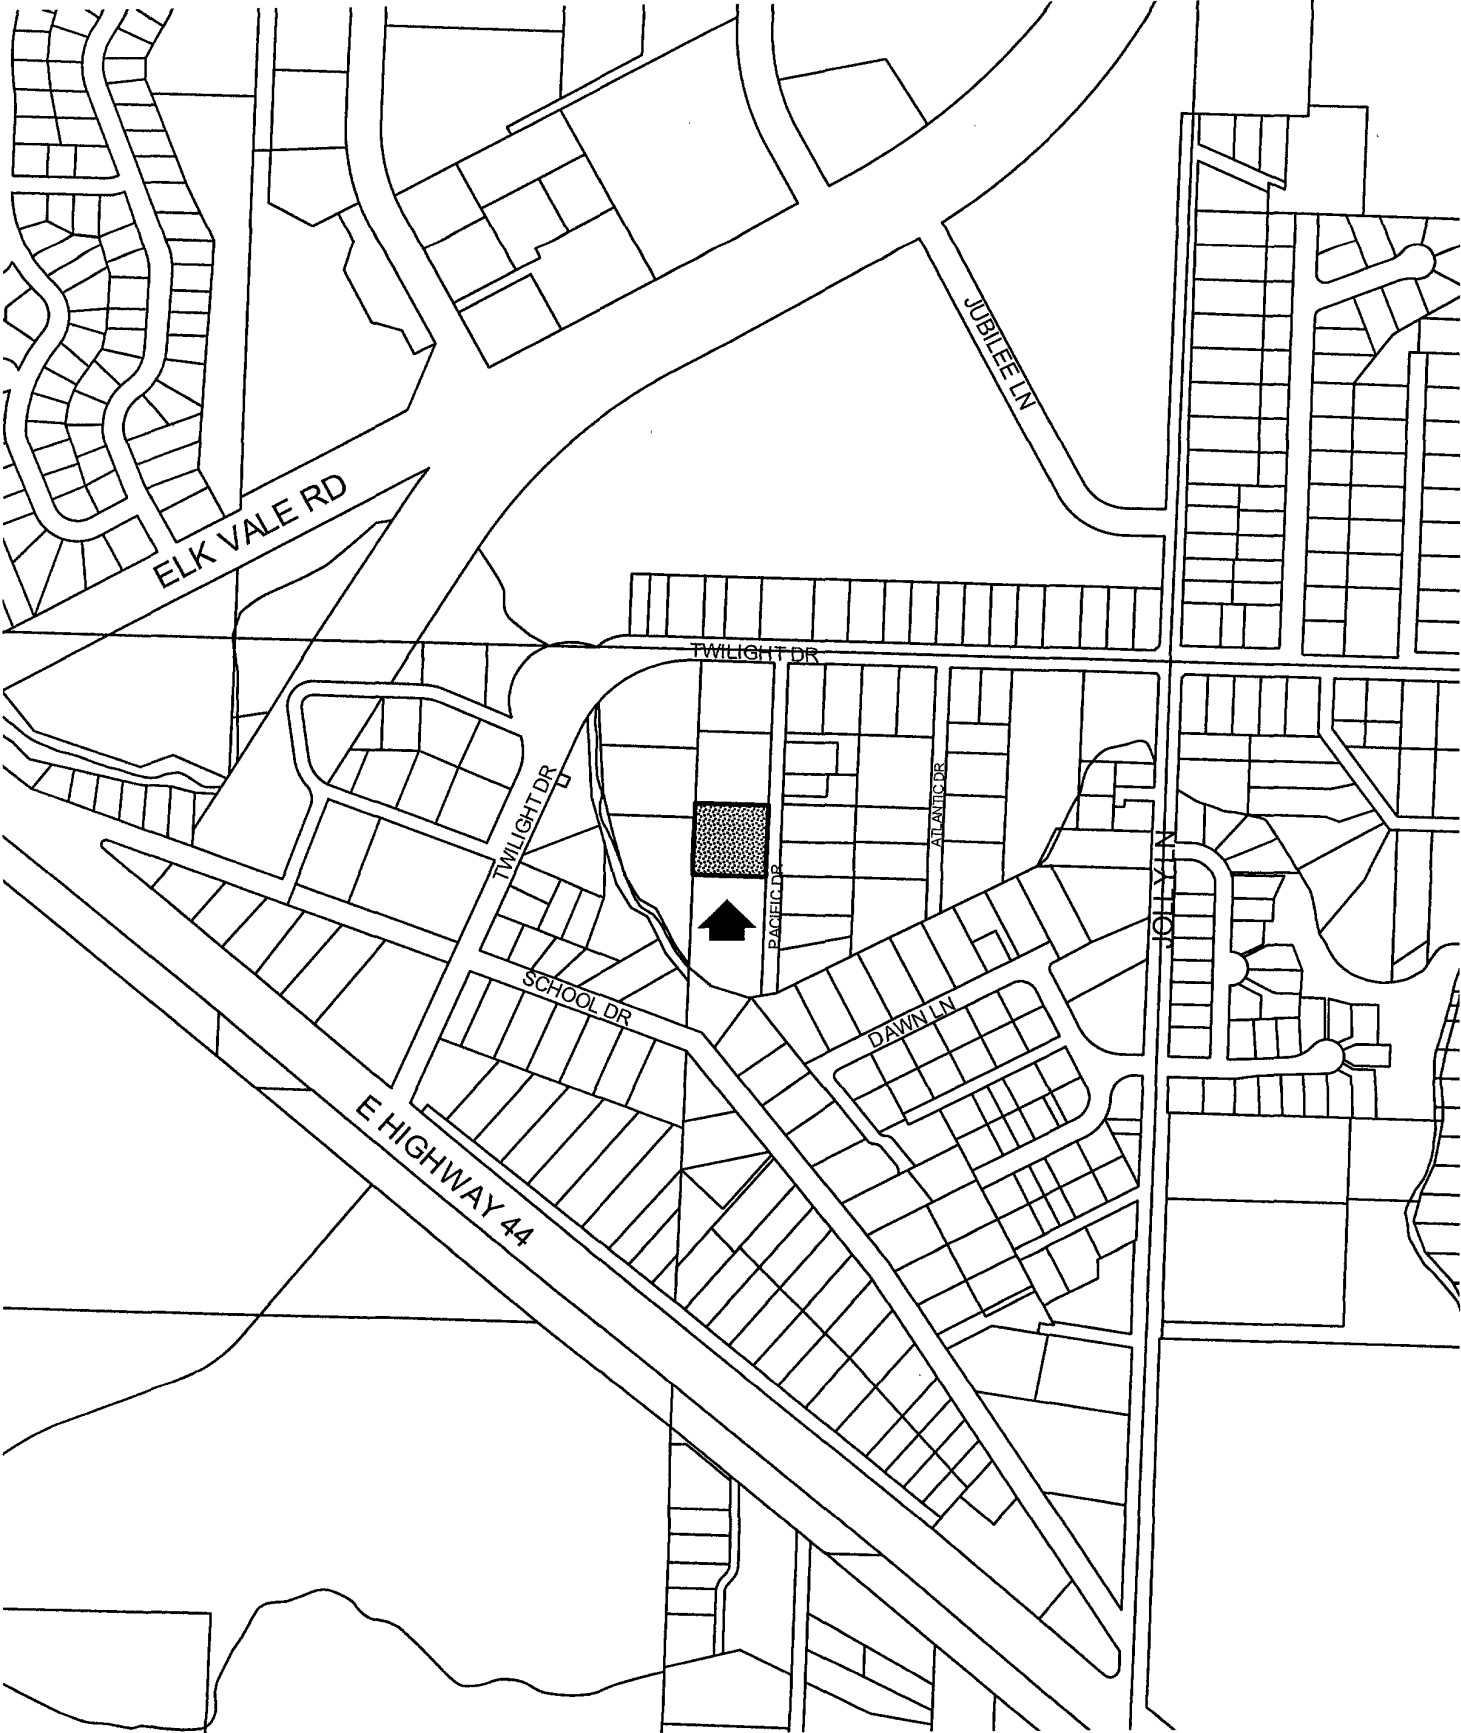 JUBILEE LN
ELK VALE RD
TWILIGHT DR
TWILIGHT DR
ATLANTIC DR
JOLLY LN
PACIFIC DR
SCHOOL DR
DAWN LN
E HIGHWAY 44